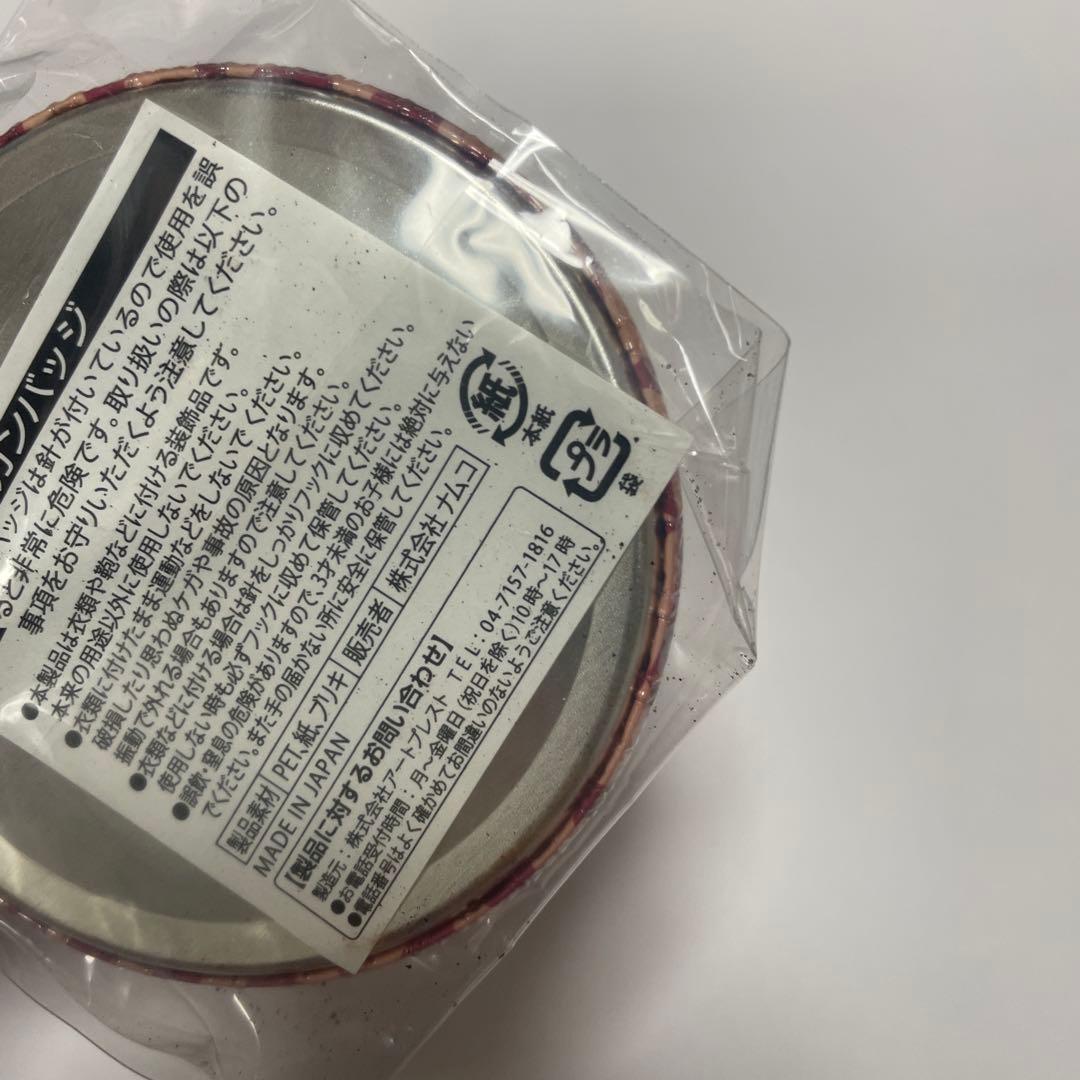 カンバッジ
ッジは針が付いているので使用を誤
ると非常に危険です。取り扱いの際は以下の
事項をお守りいただくよう注意してください。
●本製品は衣類や鞄などに付ける装飾品です。
本来の用途以外に使用しないでください。
●衣類に付けたまま運動などをしないでください。
破損したり思わぬケガや事故の原因となります。
振動で外れる場合もありますので注意してください。
●衣類などに付ける場合は針をしっかりフックに収めてください。
使用しない時も必ずフックに収めて保管してください。
●誤飲・窒息の危険がありますので、3才未満のお子様には絶対に与えない
でください。また手の届かない所に安全に保管してください。
製品素材 PET、紙、ブリキ 販売者 株式会社 ナムコ
MADE IN JAPAN
【製品に対するお問い合わせ】
製造元：株式会社アートプレスト TEL：04-7157-1816
●お電話受付時間：月～金曜日(祝日を除く)10時～17時
●電話番号はよく確かめてお間違いのないようご注意ください。
紙
本紙
プラ
袋